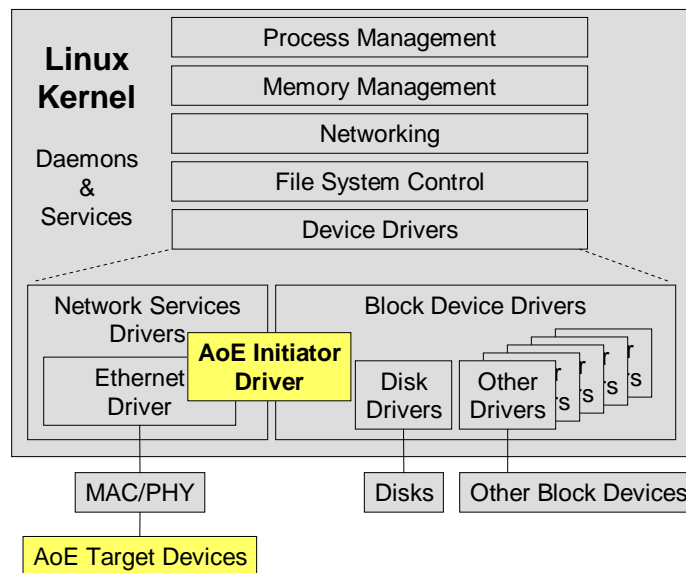 Linux
Kernel
Daemons
&
Services
Process Management
Memory Management
Networking
File System Control
Device Drivers
Network Services
Drivers
Ethernet
Driver
AoE Initiator
Driver
Block Device Drivers
Disk
Drivers
Other
Drivers
MAC/PHY
Disks
Other Block Devices
AoE Target Devices